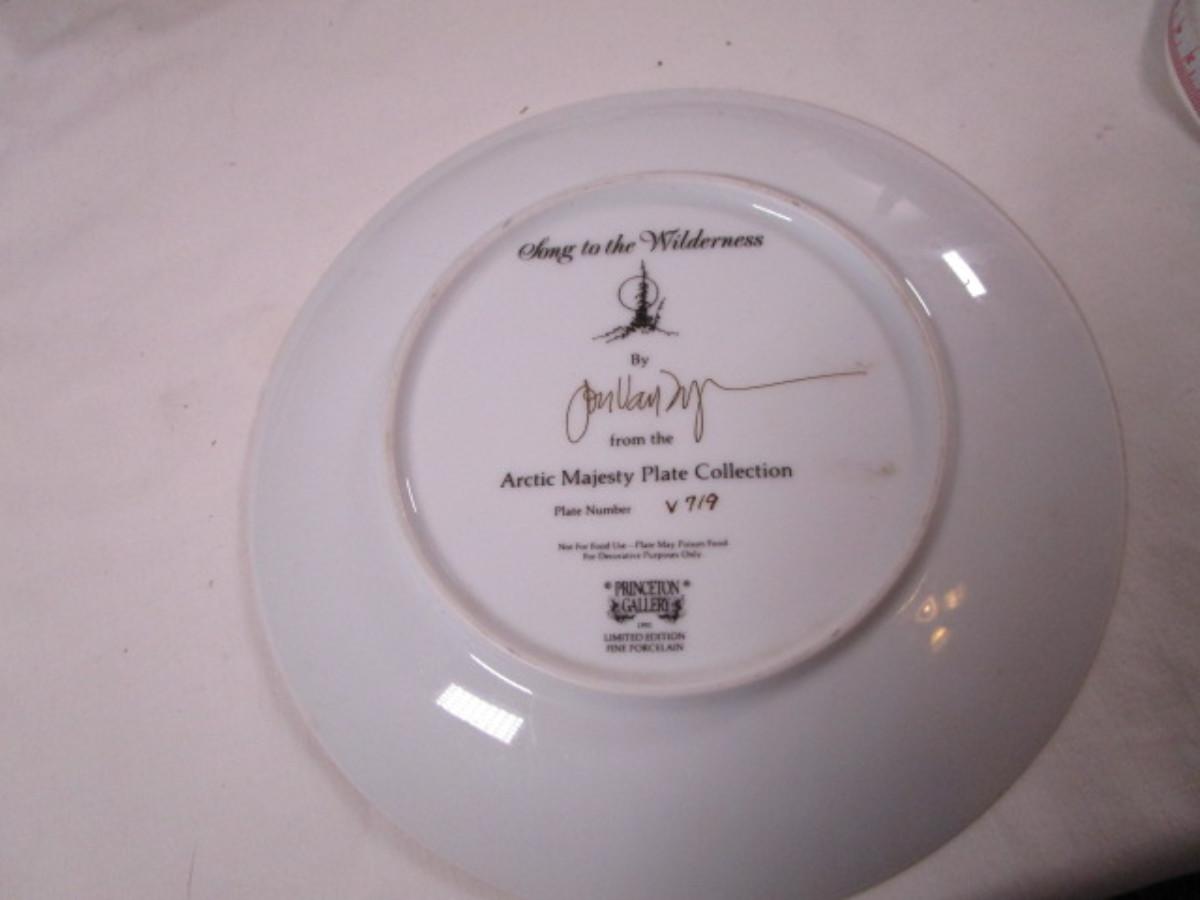 Song to the Wilderness
By
from the
Arctic Majesty Plate Collection
Plate Number V 719
Not For Food Use - Plate May Poison Food.
For Decorative Purposes Only.
PRINCETON
GALLERY
LIMITED EDITION
FINE PORCELAIN